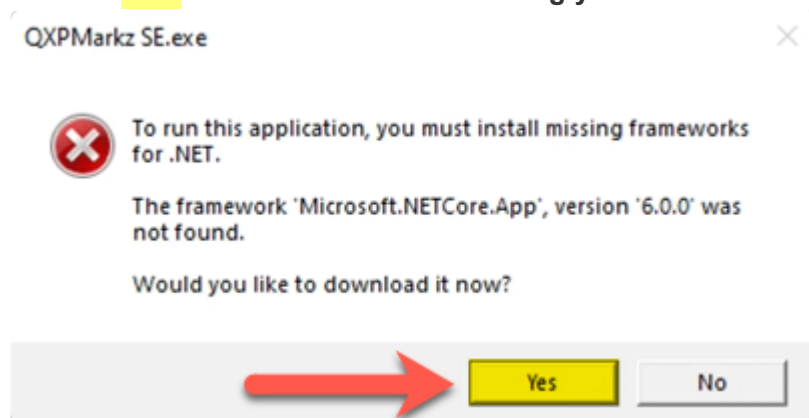 QXPMarkz SE.exe
To run this application, you must install missing frameworks
for .NET.
The framework 'Microsoft.NETCore.App', version '6.0.0' was
not found.
Would you like to download it now?
Yes
No